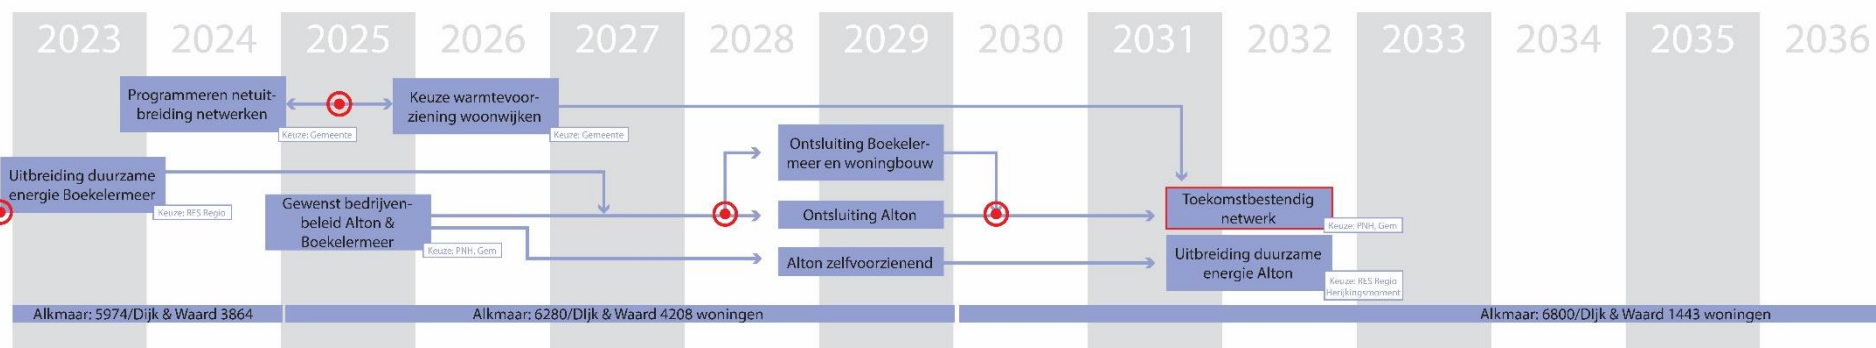 2023 2024 2025 2026 2027 2028 2029 2030 2031 2032 2033 2034 2035 2036
Programmeren netuit-
breiding netwerken
Keuze: Gemeente
Keuze warmtevoor-
ziening woonwijken
Keuze: Gemeente
Ontsluiting Boekeler-
meer en woningbouw
Uitbreiding duurzame
energie Boekelermeer
Keuze: RES Regio
Gewenst bedrijven-
beleid Alton &
Boekelermeer
Keuze: PNH, Gem
Ontsluiting Alton
Alton zelfvoorzienend
Toekomstbestendig
netwerk
Keuze: PNH, Gem
Uitbreiding duurzame
energie Alton
Keuze: RES Regio
Herijkingsmoment
Alkmaar: 5974/DIjk & Waard 3864
Alkmaar: 6280/DIjk & Waard 4208 woningen
Alkmaar: 6800/DIjk & Waard 1443 woningen